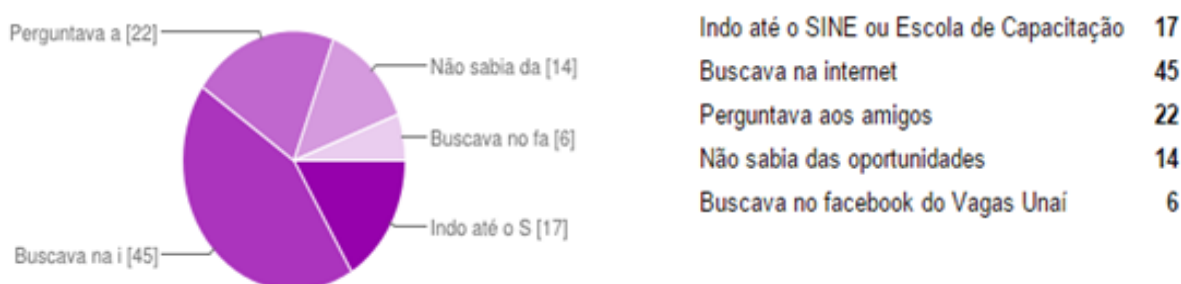 Perguntava a [22]
Não sabia da [14]
Buscava no fa [6]
Indo até o S [17]
Buscava na i [45]
Indo até o SINE ou Escola de Capacitação 17
Buscava na internet 45
Perguntava aos amigos 22
Não sabia das oportunidades 14
Buscava no facebook do Vagas Unaí 6